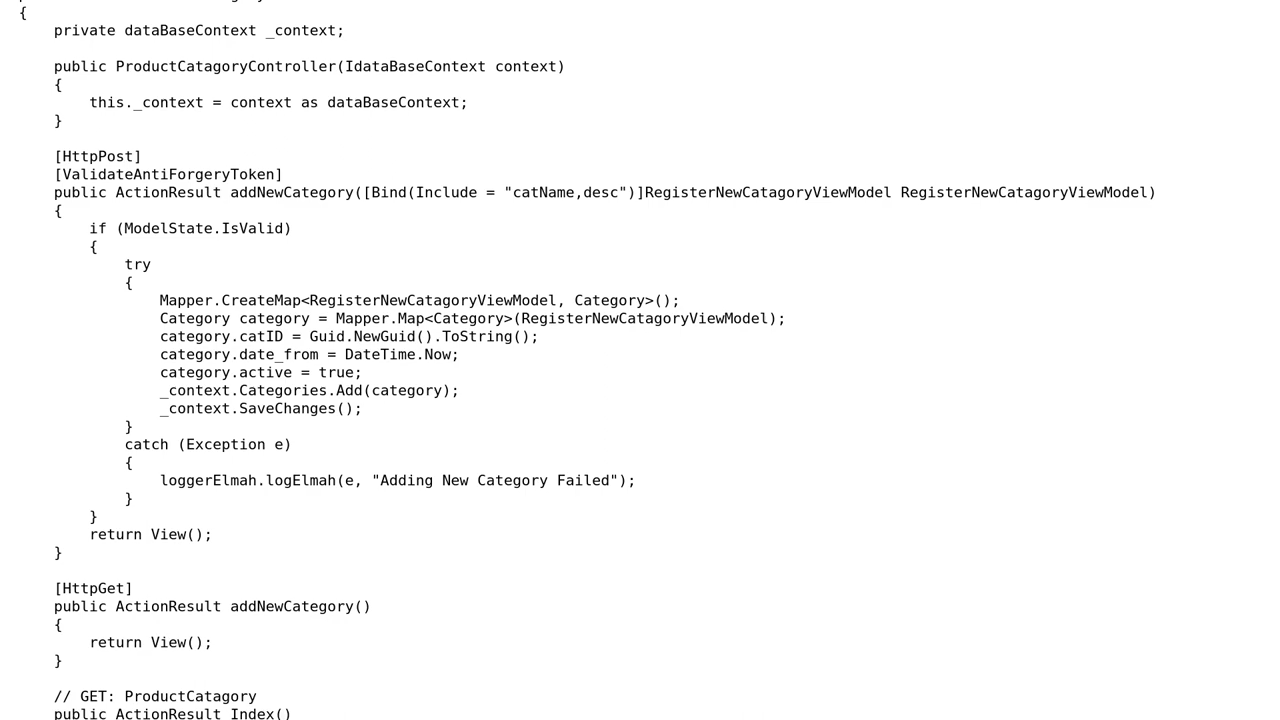 {
    private dataBaseContext _context;

    public ProductCatagoryController(IdataBaseContext context)
    {
        this._context = context as dataBaseContext;
    }

    [HttpPost]
    [ValidateAntiForgeryToken]
    public ActionResult addNewCategory([Bind(Include = "catName,desc")]RegisterNewCatagoryViewModel RegisterNewCatagoryViewModel)
    {
        if (ModelState.IsValid)
        {
            try
            {
                Mapper.CreateMap<RegisterNewCatagoryViewModel, Category>();
                Category category = Mapper.Map<Category>(RegisterNewCatagoryViewModel);
                category.catID = Guid.NewGuid().ToString();
                category.date_from = DateTime.Now;
                category.active = true;
                _context.Categories.Add(category);
                _context.SaveChanges();
            }
            catch (Exception e)
            {
                loggerElmah.logElmah(e, "Adding New Category Failed");
            }
        }
        return View();
    }

    [HttpGet]
    public ActionResult addNewCategory()
    {
        return View();
    }

    // GET: ProductCatagory
    public ActionResult Index()